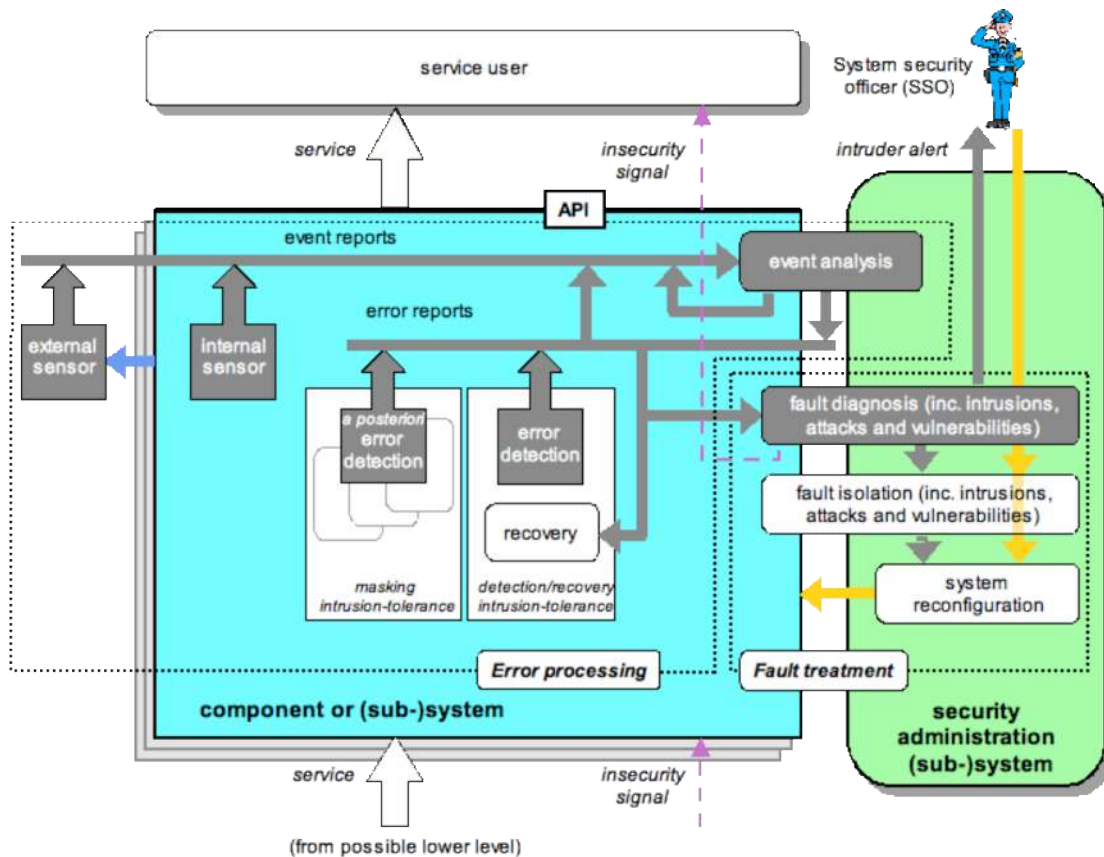 service user
System security
officer (SSO)
service
insecurity
signal
intruder alert
API
event reports
event analysis
error reports
external
sensor
internal
sensor
a posteriori
error
detection
error
detection
fault diagnosis (inc. intrusions,
attacks and vulnerabilities)
fault isolation (inc. intrusions,
attacks and vulnerabilities)
recovery
masking
intrusion-tolerance
detection/recovery
intrusion-tolerance
system
reconfiguration
Error processing
Fault treatment
component or (sub-)system
security
administration
(sub-)system
service
insecurity
signal
(from possible lower level)